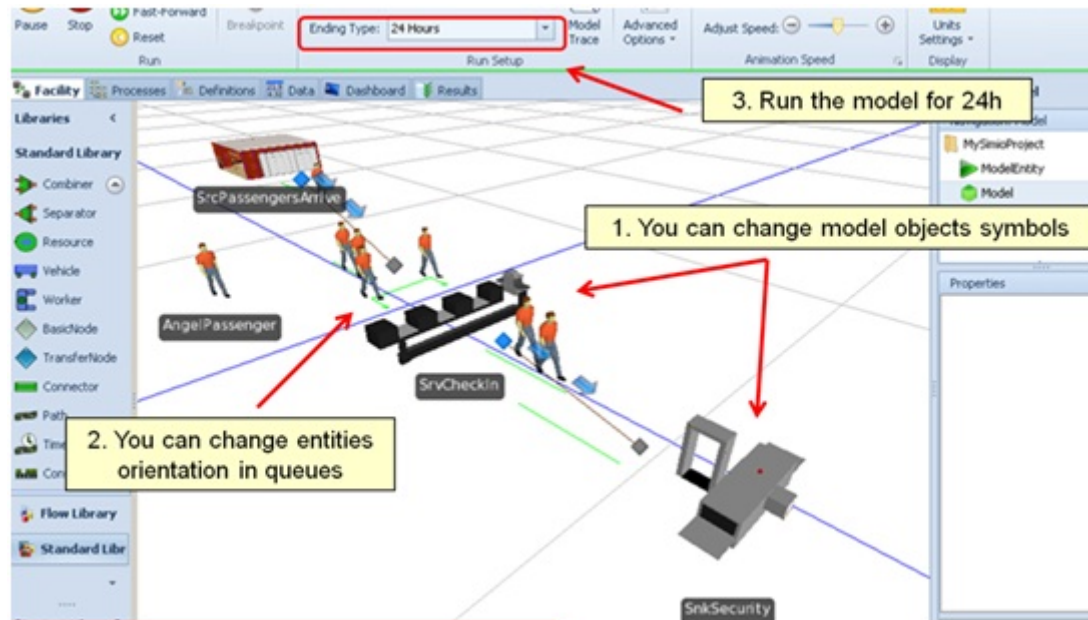 Pause
Stop
Fast-Forward
Reset
Run
Breakpoint
Ending Type: 24 Hours
Run Setup
Model
Trace
Advanced
Options
Adjust Speed:
Animation Speed
Units
Settings
Display
Facility
Processes
Definitions
Data
Dashboard
Results
3. Run the model for 24h
Libraries
Standard Library
Combiner
Separator
Resource
Vehicle
Worker
BasicNode
TransferNode
Connector
Path
Flow Library
Standard Libr
SrcPassengersArrive
AngelPassenger
SrvCheckIn
SnkSecurity
1. You can change model objects symbols
2. You can change entities
orientation in queues
MySimioProject
ModelEntity
Model
Properties